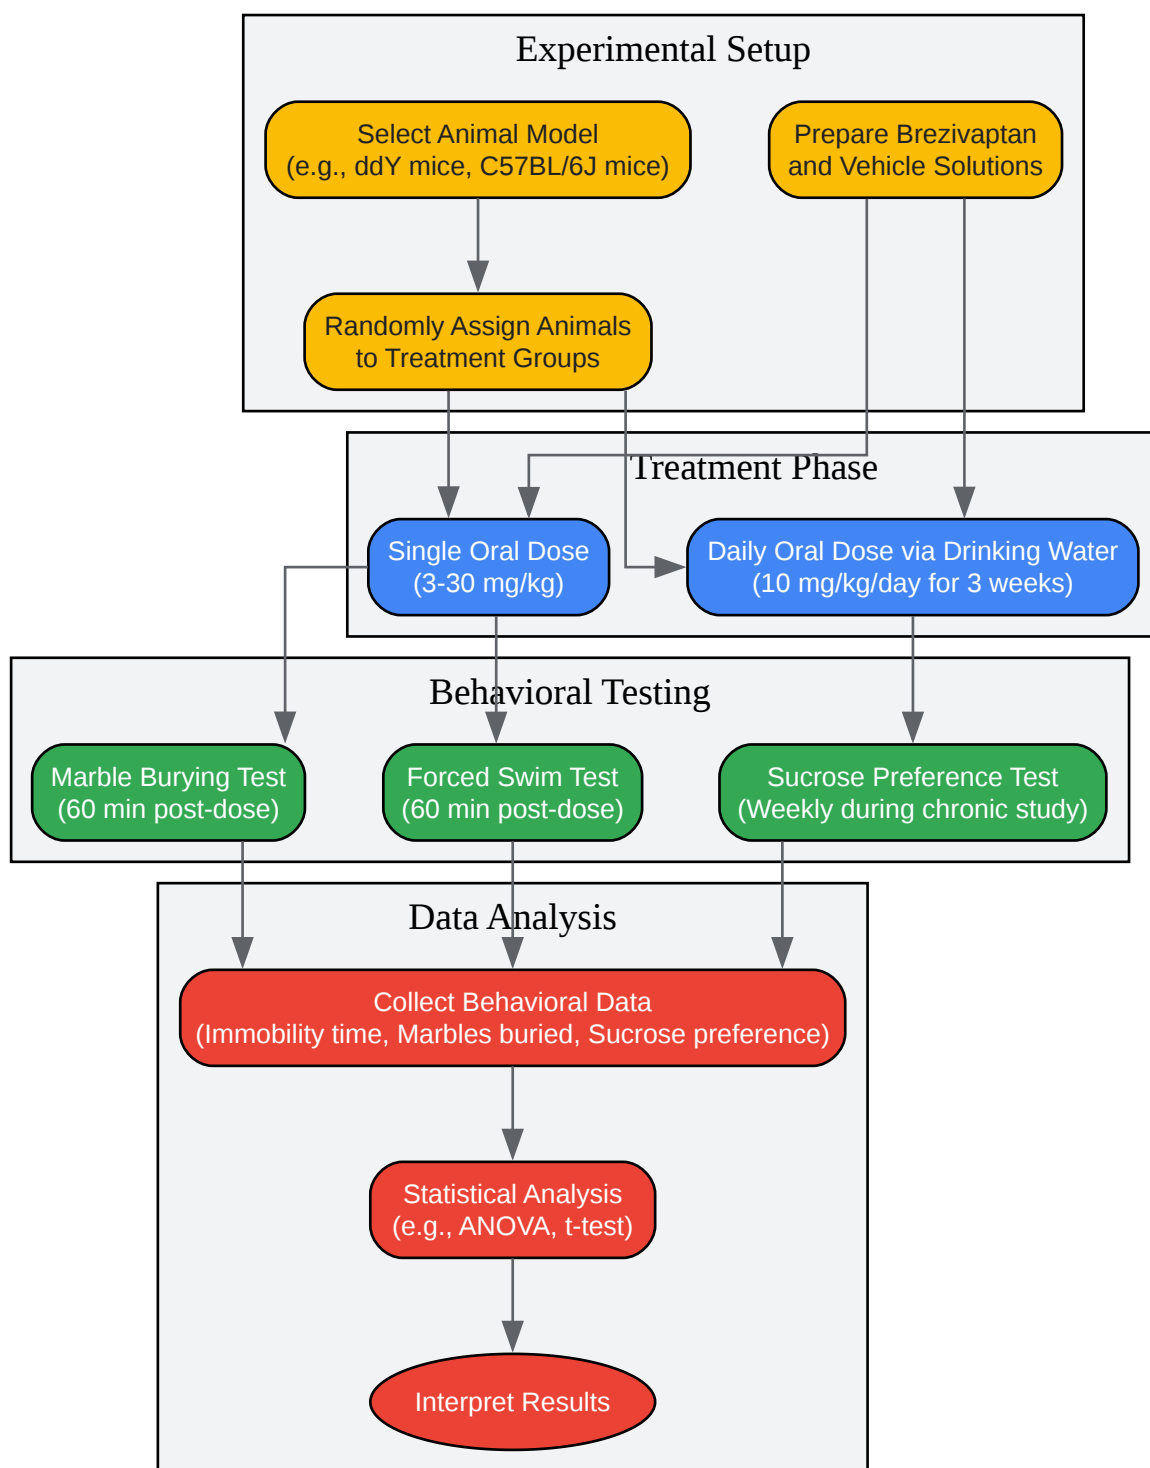 Experimental Setup
Select Animal Model
(e.g., ddY mice, C57BL/6J mice)
Prepare Brezivaptan
and Vehicle Solutions
Randomly Assign Animals
to Treatment Groups
Treatment Phase
Single Oral Dose
(3-30 mg/kg)
Daily Oral Dose via Drinking Water
(10 mg/kg/day for 3 weeks)
Behavioral Testing
Marble Burying Test
(60 min post-dose)
Forced Swim Test
(60 min post-dose)
Sucrose Preference Test
(Weekly during chronic study)
Data Analysis
Collect Behavioral Data
(Immobility time, Marbles buried, Sucrose preference)
Statistical Analysis
(e.g., ANOVA, t-test)
Interpret Results